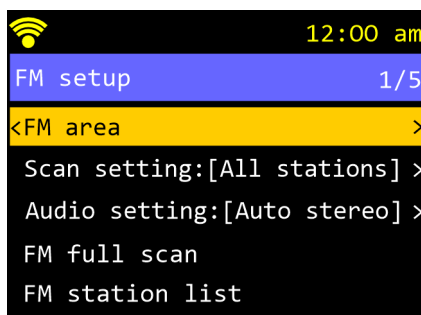 12:00 am
FM setup 1/5
<FM area >
Scan setting:[All stations] >
Audio setting:[Auto stereo] >
FM full scan
FM station list